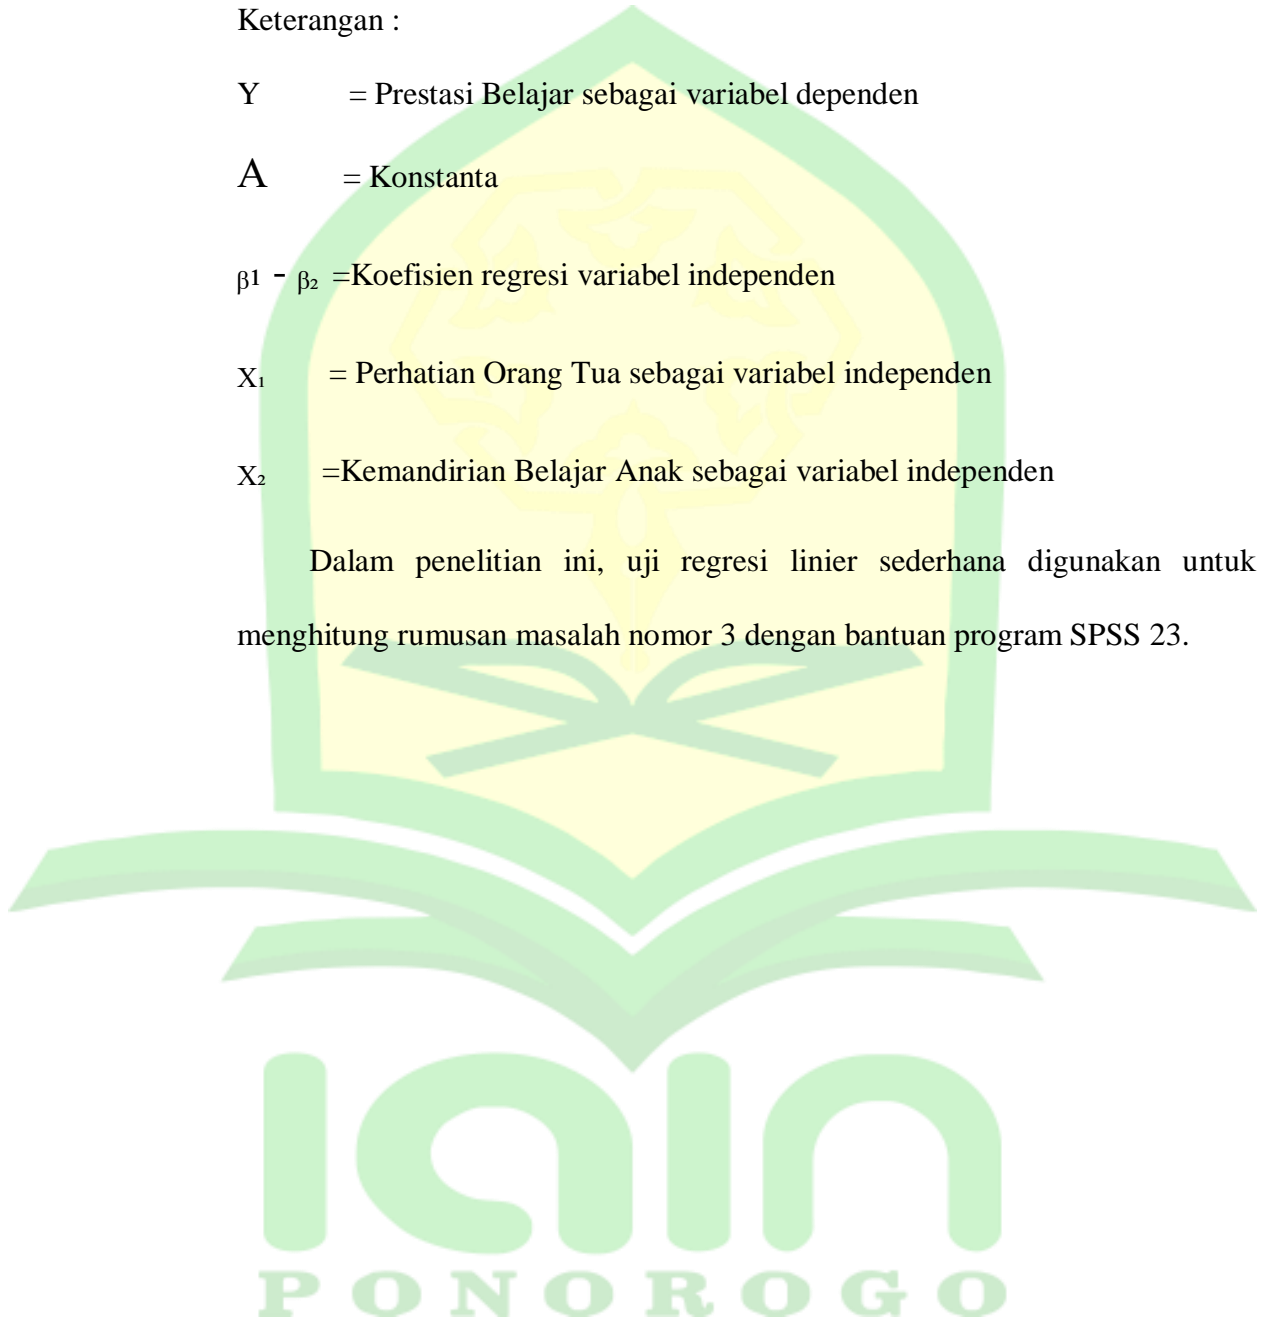 Keterangan :
Y = Prestasi Belajar sebagai variabel dependen
A = Konstanta
β1 - β₂ =Koefisien regresi variabel independen
X₁ = Perhatian Orang Tua sebagai variabel independen
X₂ =Kemandirian Belajar Anak sebagai variabel independen
Dalam penelitian ini, uji regresi linier sederhana digunakan untuk
menghitung rumusan masalah nomor 3 dengan bantuan program SPSS 23.
iain
PONOROGO